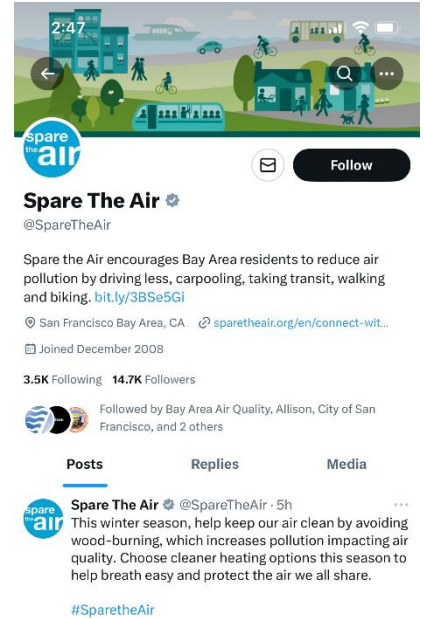 2:47
spare
the
air
Follow
Spare The Air
@SpareTheAir
Spare the Air encourages Bay Area residents to reduce air
pollution by driving less, carpooling, taking transit, walking
and biking. bit.ly/3BSe5Gi
San Francisco Bay Area, CA sparetheair.org/en/connect-wit...
Joined December 2008
3.5K Following 14.7K Followers
Followed by Bay Area Air Quality, Allison, City of San
Francisco, and 2 others
Posts Replies Media
spare
the
air
Spare The Air @SpareTheAir · 5h
This winter season, help keep our air clean by avoiding
wood-burning, which increases pollution impacting air
quality. Choose cleaner heating options this season to
help breath easy and protect the air we all share.
#SparetheAir